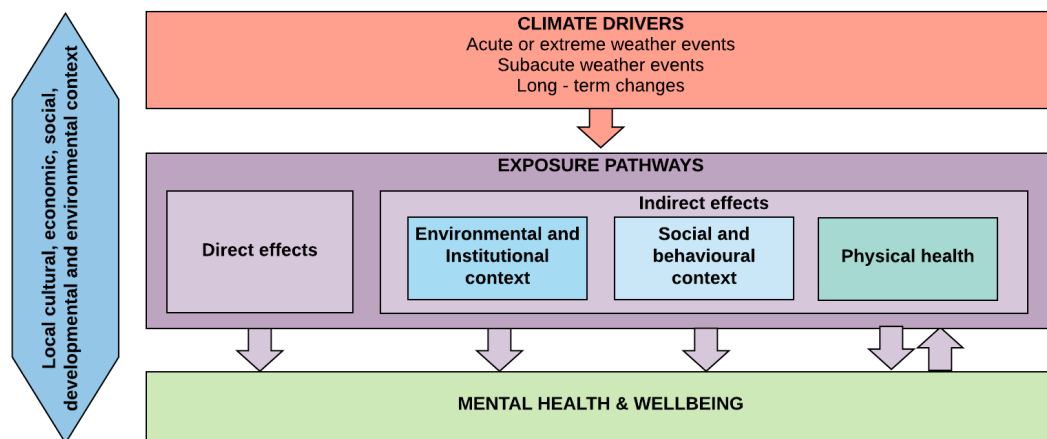 Local cultural, economic, social,
developmental and environmental context
CLIMATE DRIVERS
Acute or extreme weather events
Subacute weather events
Long - term changes
EXPOSURE PATHWAYS
Direct effects
Indirect effects
Environmental and
Institutional
context
Social and
behavioural
context
Physical health
MENTAL HEALTH & WELLBEING